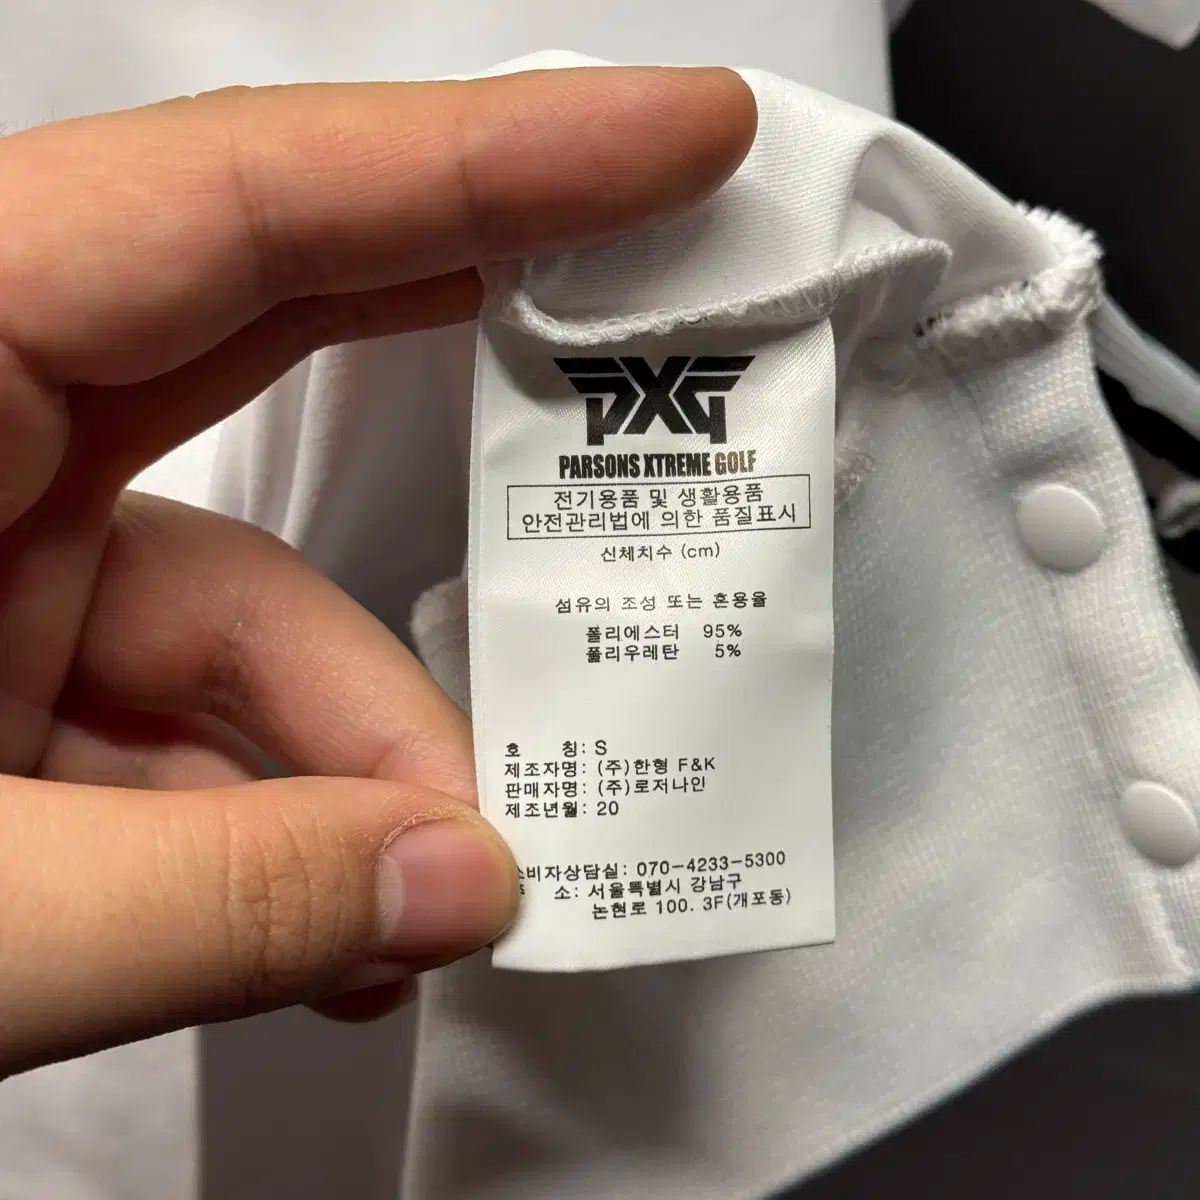 PXG
PARSONS XTREME GOLF
전기용품 및 생활용품
안전관리법에 의한 품질표시
신체치수 (cm)
섬유의 조성 또는 혼용율
폴리에스터 95%
폴리우레탄 5%
호 칭: S
제조자명: (주)한형 F&K
판매자명: (주)로저나인
제조년월: 20
소비자상담실: 070-4233-5300
소: 서울특별시 강남구
논현로 100. 3F(개포동)